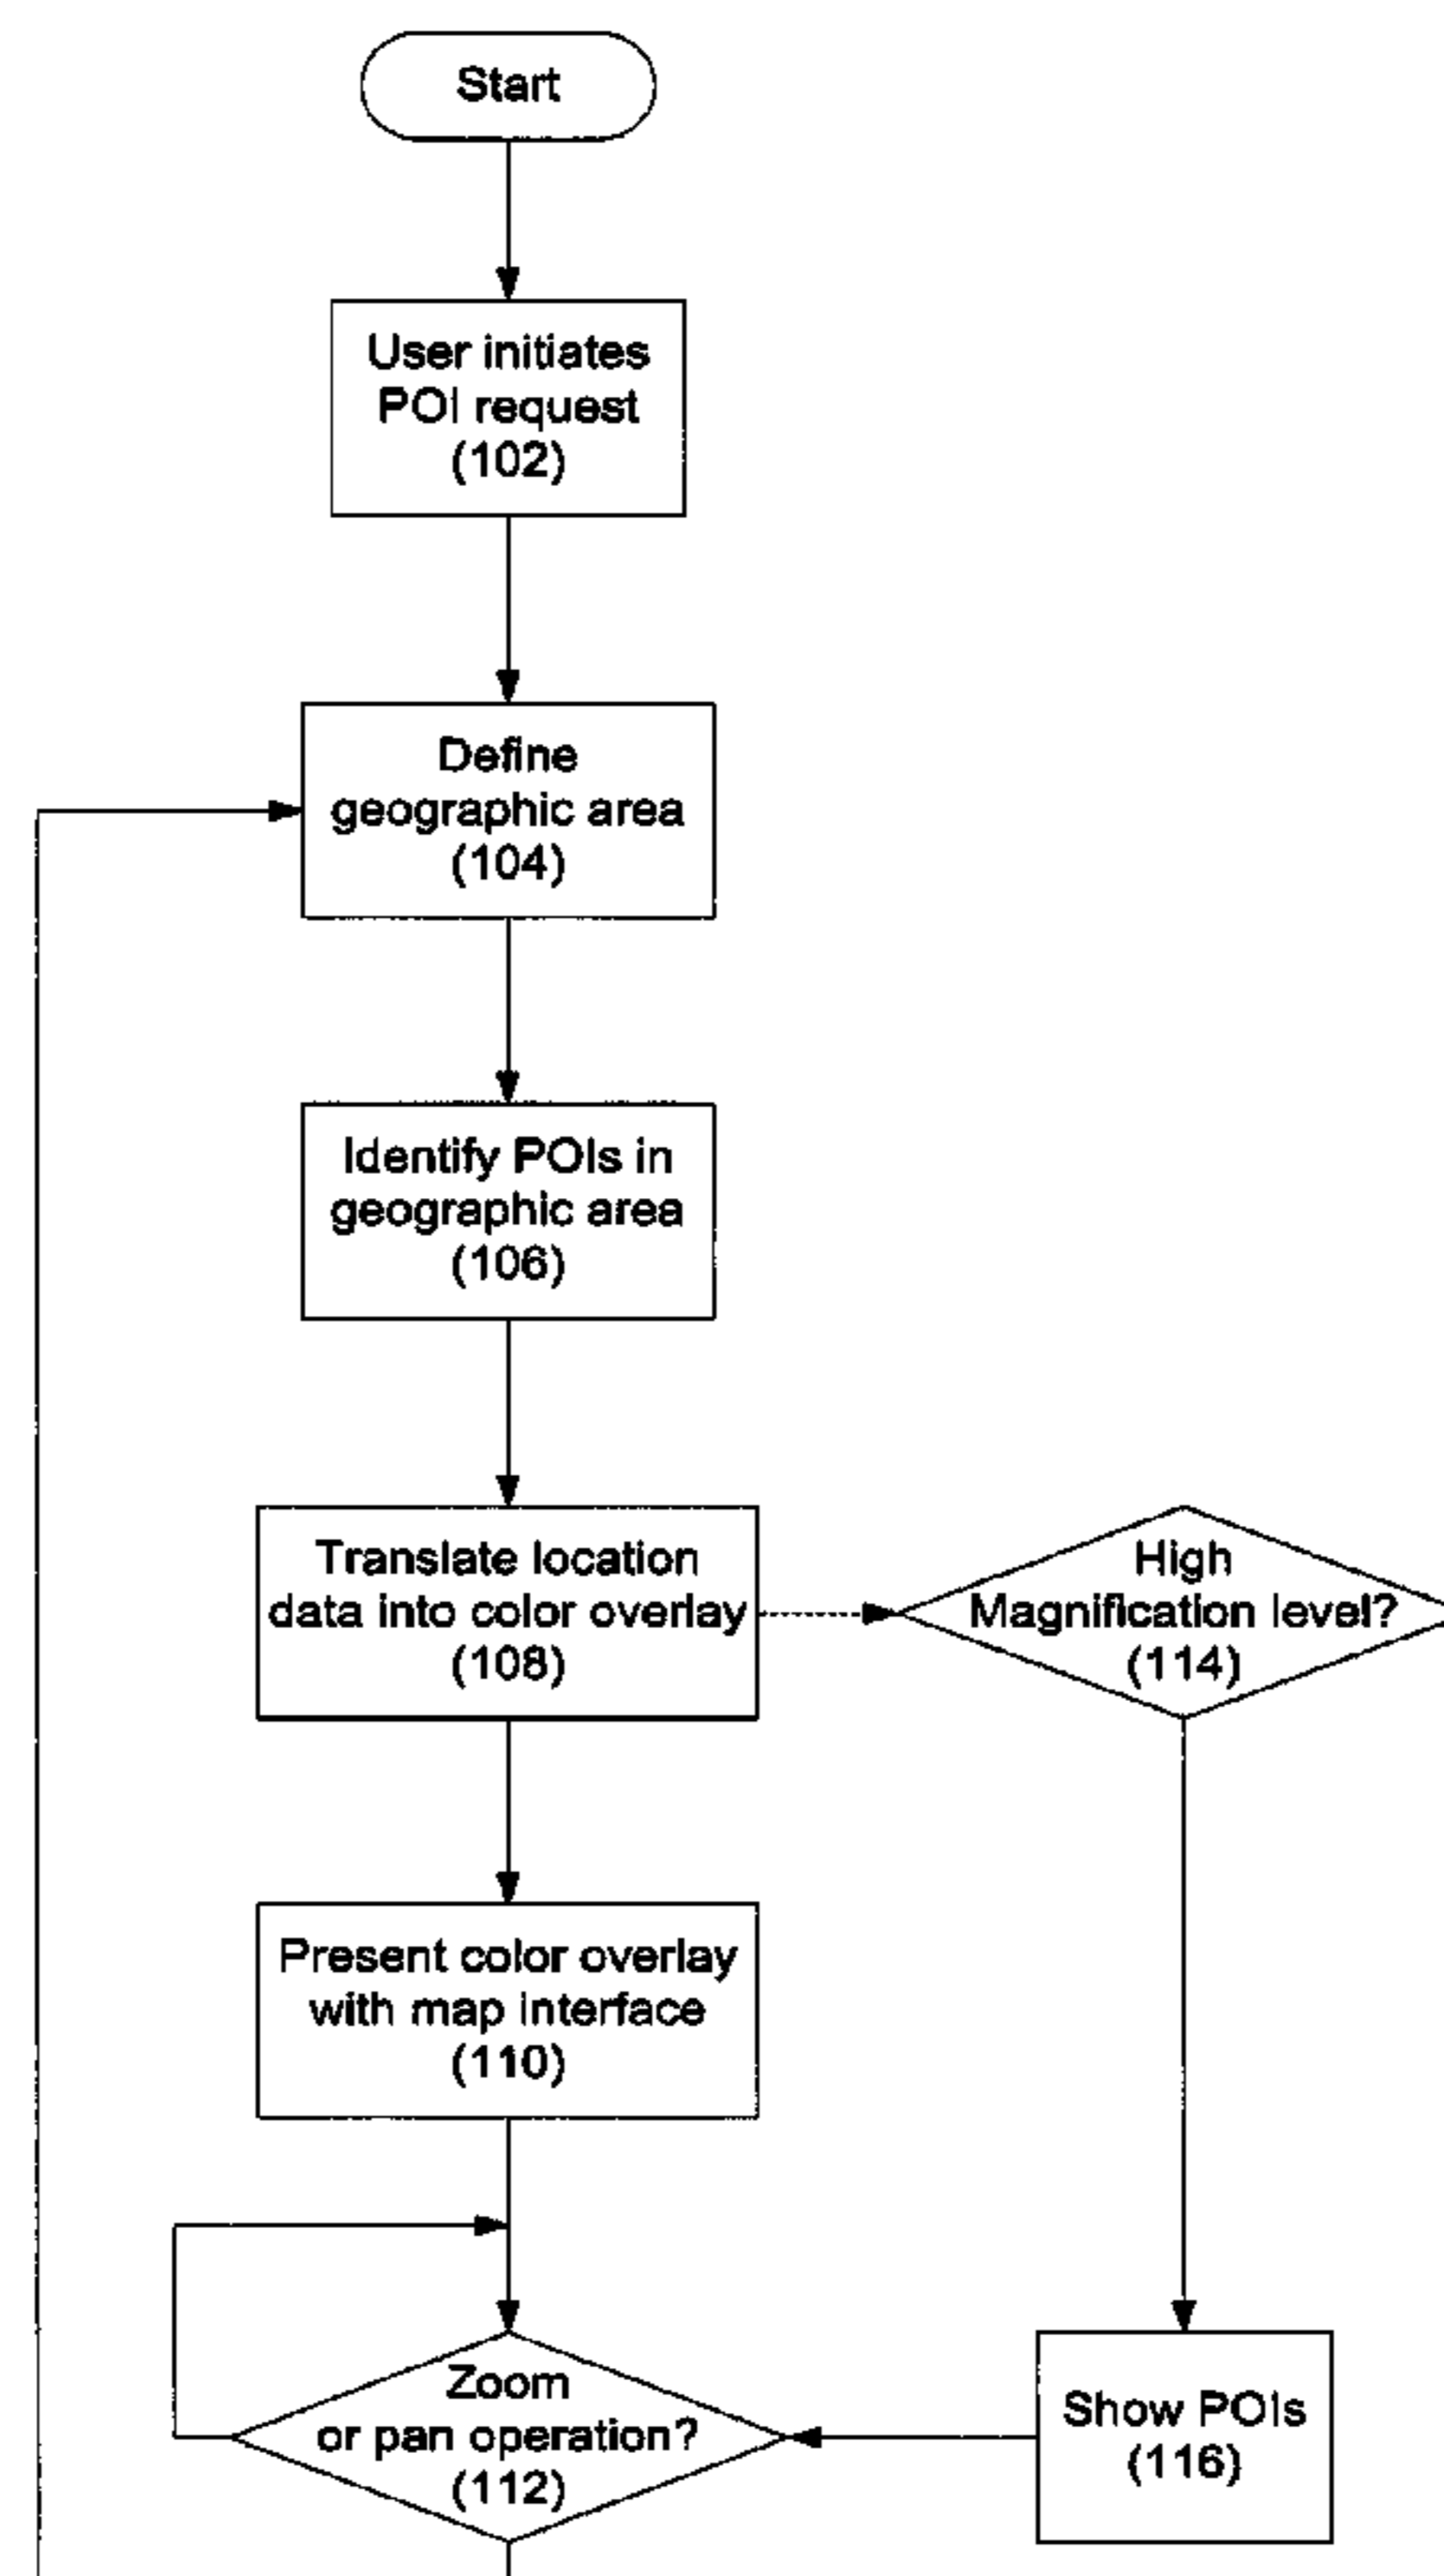 Start
User initiates
POI request
(102)
Define
geographic area
(104)
Identify POIs in
geographic area
(106)
Translate location
data into color overlay
(108)
High
Magnification level?
(114)
Present color overlay
with map interface
(110)
Zoom
or pan operation?
(112)
Show POIs
(116)